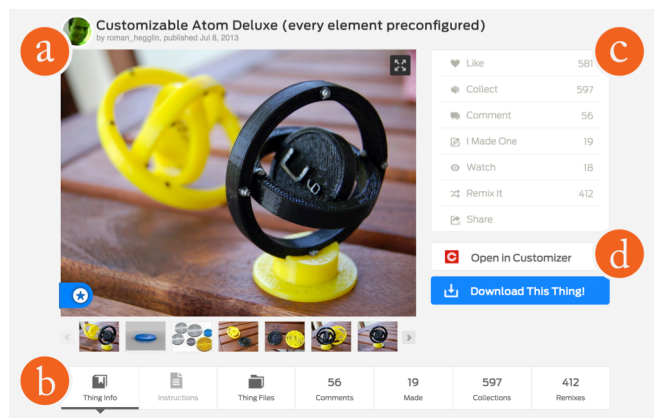 a
Customizable Atom Deluxe (every element preconfigured)
by roman_hegglin, published Jul 8, 2013
c
Like 581
Collect 597
Comment 56
I Made One 19
Watch 18
Remix It 412
Share
d
Open in Customizer
Download This Thing!
C
6
b
Thing Info
Instructions
Thing Files
56
Comments
19
Made
597
Collections
412
Remixes